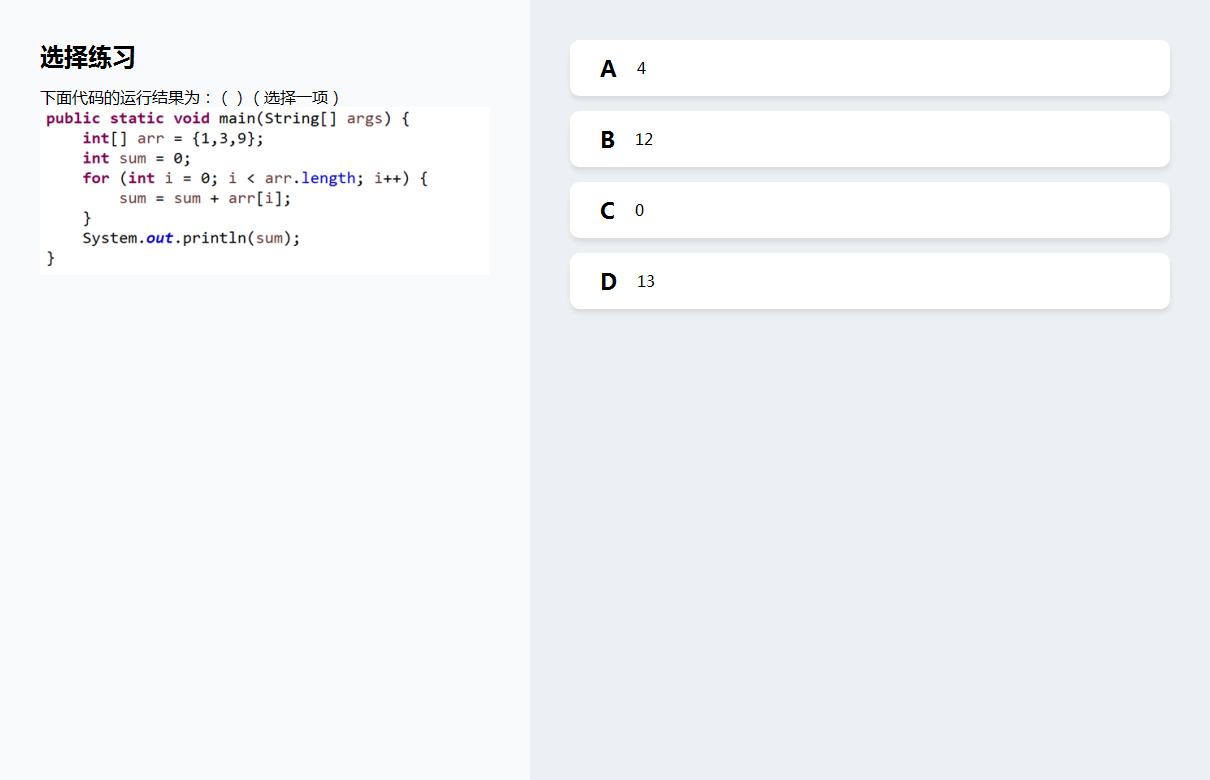 选择练习
下面代码的运行结果为：（ ）（选择一项）
public static void main(String[] args) {
    int[] arr = {1,3,9};
    int sum = 0;
    for (int i = 0; i < arr.length; i++) {
        sum = sum + arr[i];
    }
    System.out.println(sum);
}
A 4
B 12
C 0
D 13